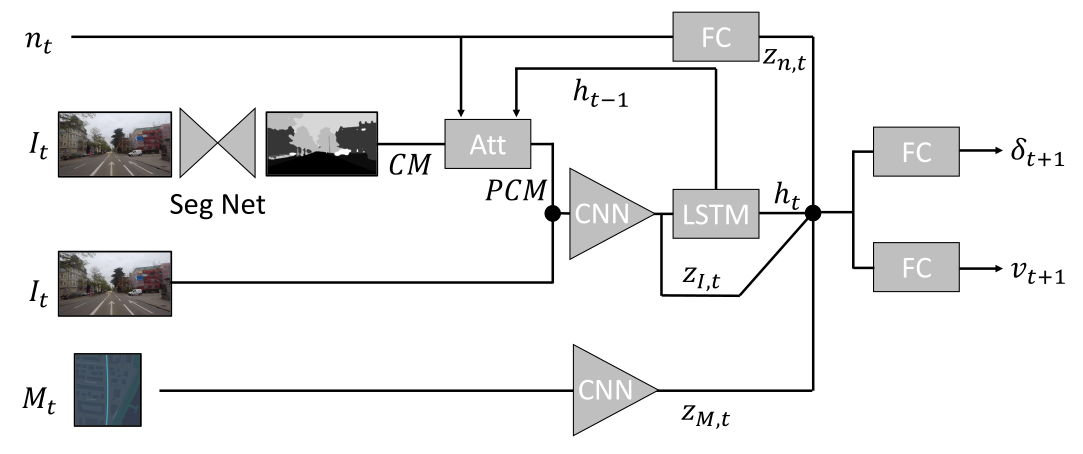 n_t
FC
z_{n,t}
h_{t−1}
I_t
Att
CM
Seg Net
PCM
FC
δ_{t+1}
CNN
LSTM
h_t
I_t
z_{I,t}
FC
v_{t+1}
M_t
CNN
z_{M,t}